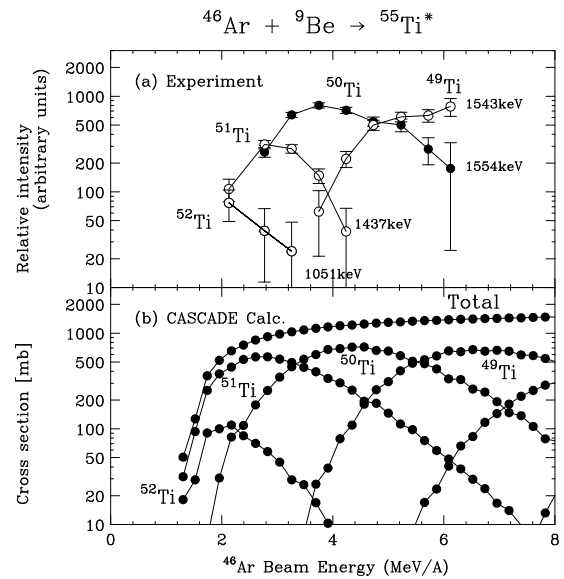 ⁴⁶Ar + ⁹Be → ⁵⁵Ti*
(a) Experiment
⁵⁰Ti
⁴⁹Ti
1543keV
⁵¹Ti
1554keV
⁵²Ti
1437keV
1051keV
Relative intensity
(arbitrary units)
2000
1000
500
200
100
50
20
10
(b) CASCADE Calc.
Total
⁵¹Ti
⁵⁰Ti
⁴⁹Ti
⁵²Ti
Cross section [mb]
2000
1000
500
200
100
50
20
10
0 2 4 6 8
⁴⁶Ar Beam Energy (MeV/A)